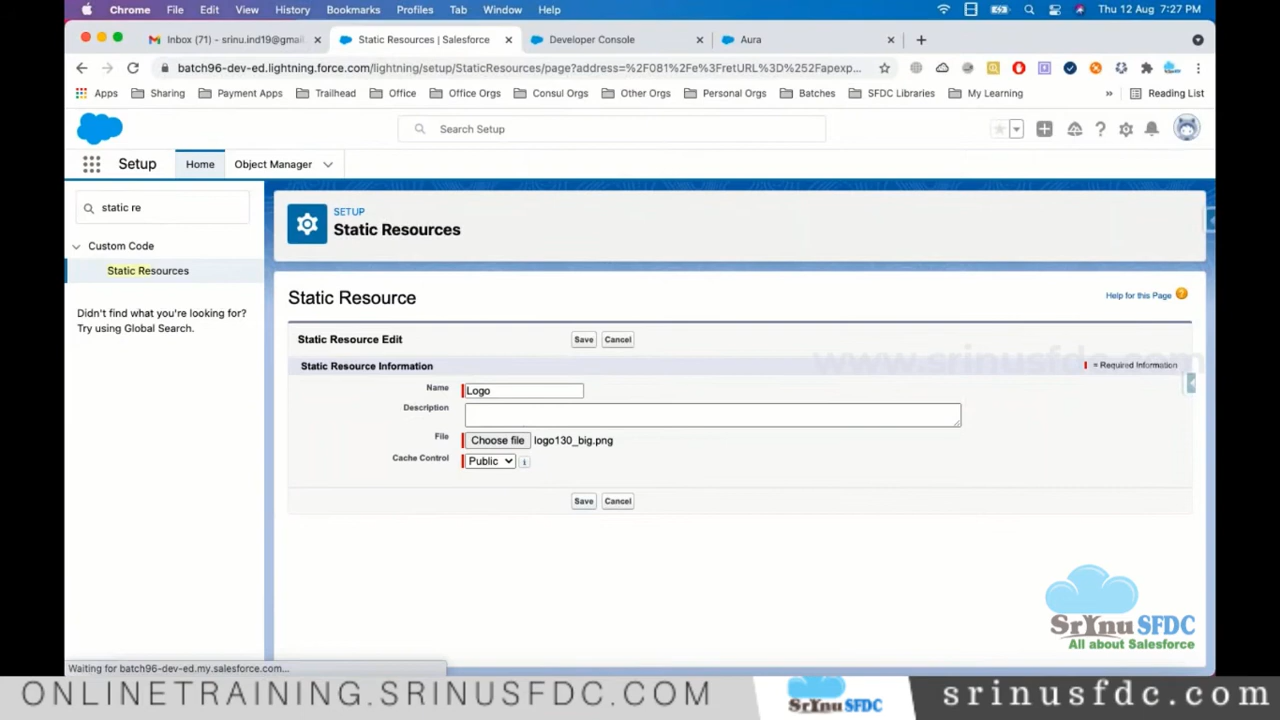 Chrome File Edit View History Bookmarks Profiles Tab Window Help Thu 12 Aug 7:27 PM
Inbox (71) - srinu.ind19@gmail. Static Resources | Salesforce Developer Console Aura
batch96-dev-ed.lightning.force.com/lightning/setup/StaticResources/page?address=%2F081%2Fe%3FretURL%3D%252Fapexp...
Apps Sharing Payment Apps Trailhead Office Office Orgs Consul Orgs Other Orgs Personal Orgs Batches SFDC Libraries My Learning » Reading List
Search Setup
Setup Home Object Manager
static re
SETUP
Static Resources
Custom Code
Static Resources
Didn't find what you're looking for?
Try using Global Search.
Static Resource
Help for this Page
Static Resource Edit Save Cancel
www.srinusfdc.com
Static Resource Information = Required Information
Name Logo
Description
File Choose file logo130_big.png
Cache Control Public i
Save Cancel
SrYnu SFDC
All about Salesforce
Waiting for batch96-dev-ed.my.salesforce.com...
ONLINETRAINING.SRINUSFDC.COM SrYnu SFDC srinusfdc.com